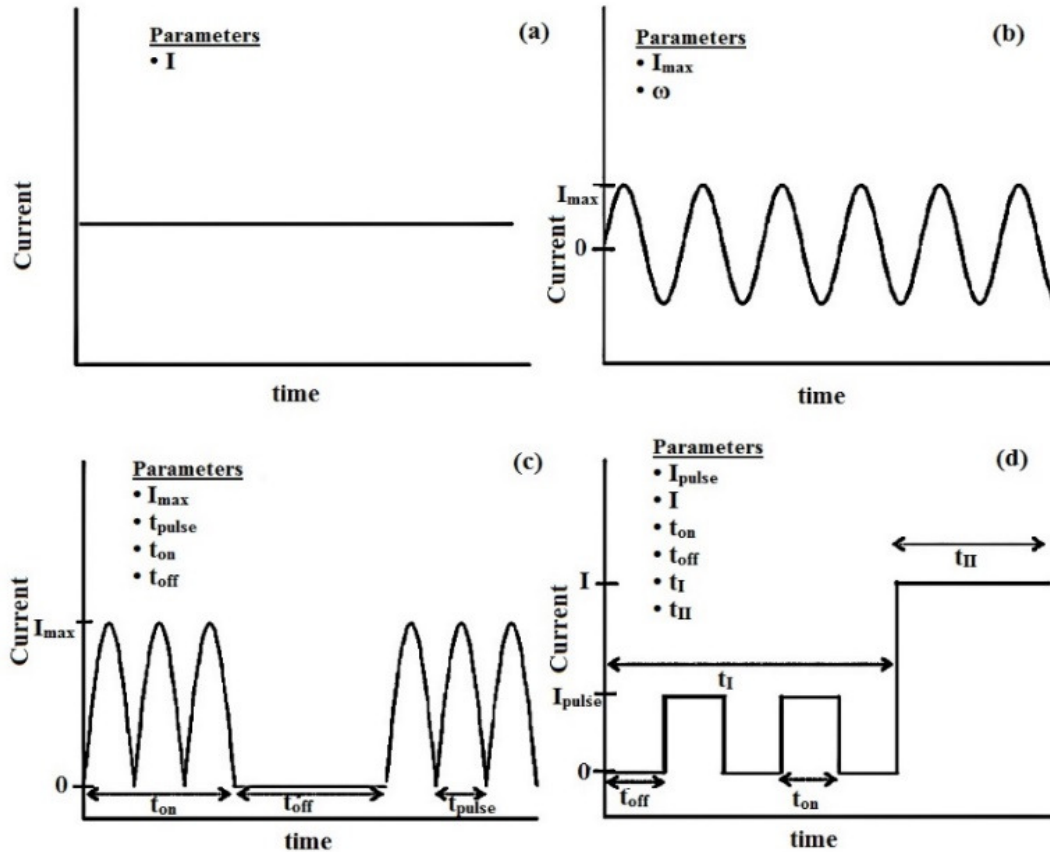 Parameters
• I
(a)
Current
time
Parameters
• Imax
• ω
(b)
Imax
0
Current
time
Parameters
• Imax
• tpulse
• ton
• toff
(c)
Current
Imax
0
ton
toff
tpulse
time
Parameters
• Ipulse
• I
• ton
• toff
• tI
• tII
(d)
tII
I
Current
tI
Ipulse
0
toff
ton
time